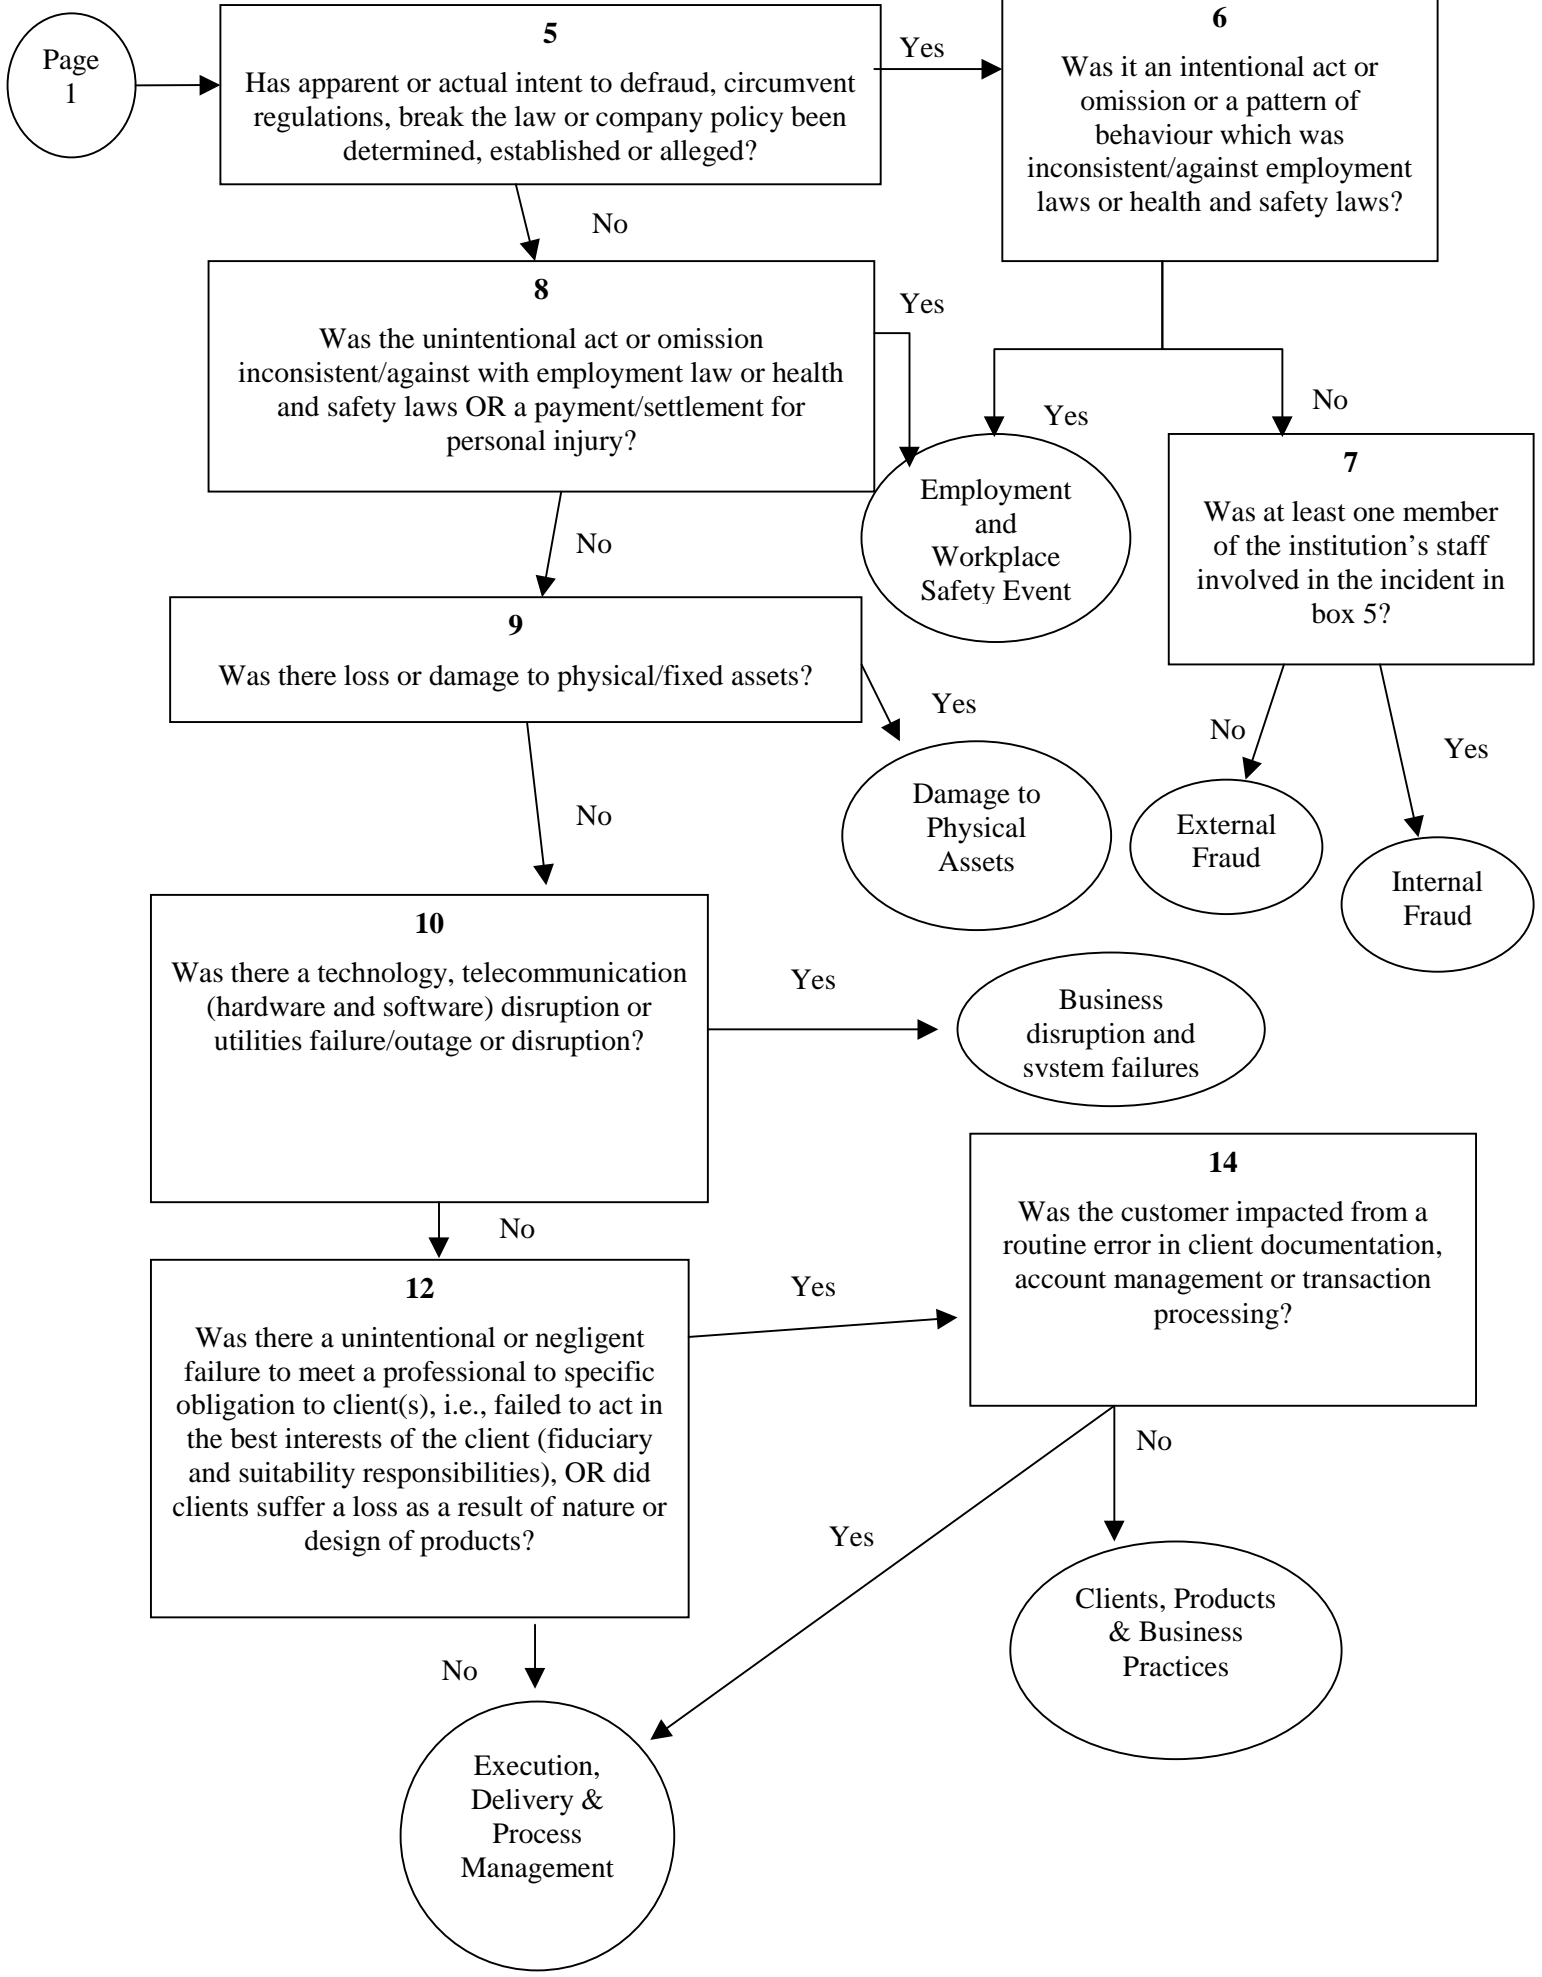 Page
1
5
Has apparent or actual intent to defraud, circumvent
regulations, break the law or company policy been
determined, established or alleged?
Yes
6
Was it an intentional act or
omission or a pattern of
behaviour which was
inconsistent/against employment
laws or health and safety laws?
No
8
Was the unintentional act or omission
inconsistent/against with employment law or health
and safety laws OR a payment/settlement for
personal injury?
Yes
Yes
No
Employment
and
Workplace
Safety Event
7
Was at least one member
of the institution’s staff
involved in the incident in
box 5?
No
9
Was there loss or damage to physical/fixed assets?
Yes
No
Yes
No
Damage to
Physical
Assets
External
Fraud
Internal
Fraud
10
Was there a technology, telecommunication
(hardware and software) disruption or
utilities failure/outage or disruption?
Yes
Business
disruption and
system failures
No
14
Was the customer impacted from a
routine error in client documentation,
account management or transaction
processing?
12
Was there a unintentional or negligent
failure to meet a professional to specific
obligation to client(s), i.e., failed to act in
the best interests of the client (fiduciary
and suitability responsibilities), OR did
clients suffer a loss as a result of nature or
design of products?
Yes
No
Yes
Clients, Products
& Business
Practices
No
Execution,
Delivery &
Process
Management